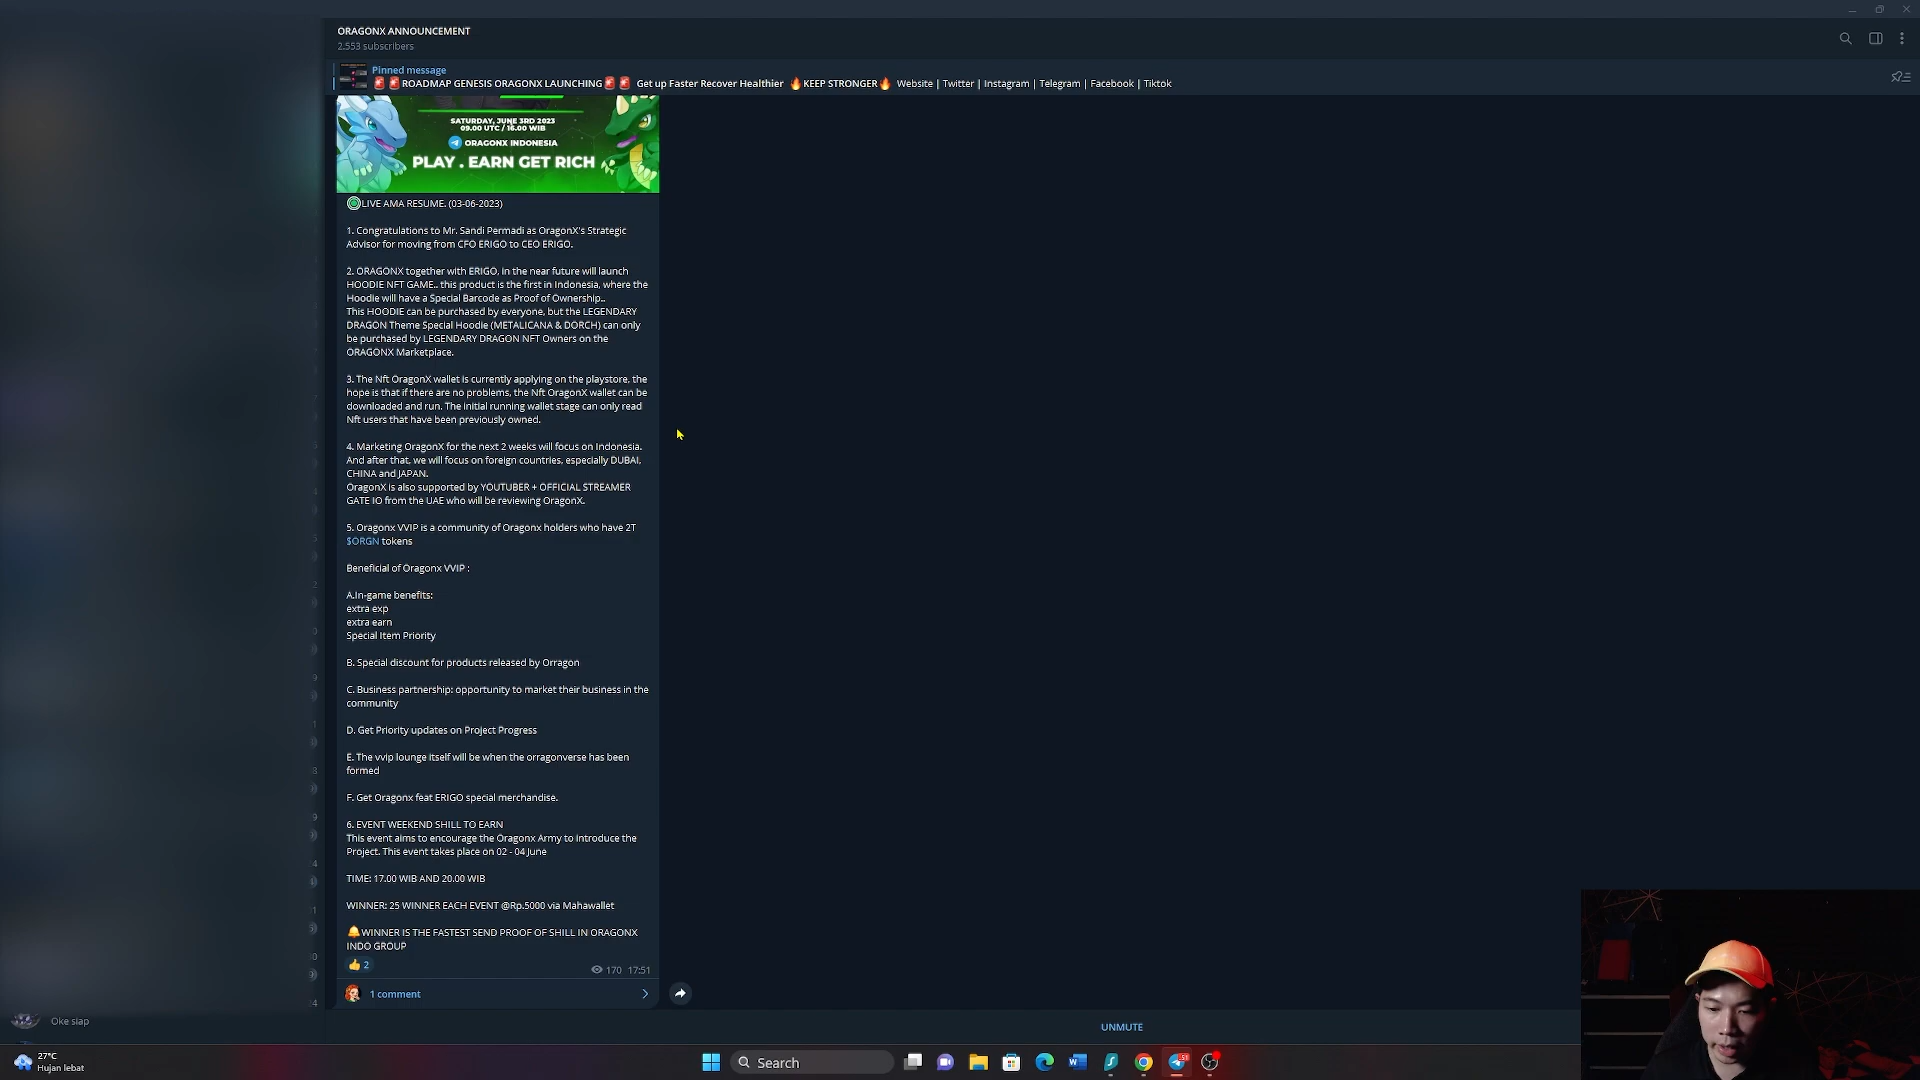 ORAGONX ANNOUNCEMENT
2.553 subscribers
Pinned message
🚨🚨ROADMAP GENESIS ORAGONX LAUNCHING🚨🚨 Get up Faster Recover Healthier 🔥KEEP STRONGER🔥 Website | Twitter | Instagram | Telegram | Facebook | Tiktok
SATURDAY, JUNE 3RD 2023
09.00 UTC / 16.00 WIB
ORAGONX INDONESIA
PLAY . EARN GET RICH
LIVE AMA RESUME. (03-06-2023)
1. Congratulations to Mr. Sandi Permadi as OragonX's Strategic
Advisor for moving from CFO ERIGO to CEO ERIGO.
2. ORAGONX together with ERIGO, in the near future will launch
HOODIE NFT GAME.. this product is the first in Indonesia, where the
Hoodie will have a Special Barcode as Proof of Ownership..
This HOODIE can be purchased by everyone, but the LEGENDARY
DRAGON Theme Special Hoodie (METALICANA & DORCH) can only
be purchased by LEGENDARY DRAGON NFT Owners on the
ORAGONX Marketplace.
3. The Nft OragonX wallet is currently applying on the playstore, the
hope is that if there are no problems, the Nft OragonX wallet can be
downloaded and run. The initial running wallet stage can only read
Nft users that have been previously owned.
4. Marketing OragonX for the next 2 weeks will focus on Indonesia.
And after that, we will focus on foreign countries, especially DUBAI,
CHINA and JAPAN.
OragonX is also supported by YOUTUBER + OFFICIAL STREAMER
GATE IO from the UAE who will be reviewing OragonX.
5. Oragonx VVIP is a community of Oragonx holders who have 2T
$ORGN tokens
Beneficial of Oragonx VVIP :
A.In-game benefits:
extra exp
extra earn
Special Item Priority
B. Special discount for products released by Orragon
C. Business partnership: opportunity to market their business in the
community
D. Get Priority updates on Project Progress
E. The vvip lounge itself will be when the orragonverse has been
formed
F. Get Oragonx feat ERIGO special merchandise.
6. EVENT WEEKEND SHILL TO EARN
This event aims to encourage the Oragonx Army to introduce the
Project. This event takes place on 02 - 04 June
TIME: 17.00 WIB AND 20.00 WIB
WINNER: 25 WINNER EACH EVENT @Rp.5000 via Mahawallet
🔔WINNER IS THE FASTEST SEND PROOF OF SHILL IN ORAGONX
INDO GROUP
👍 2
170 17:51
1 comment
Oke siap
UNMUTE
27°C
Hujan lebat
Search